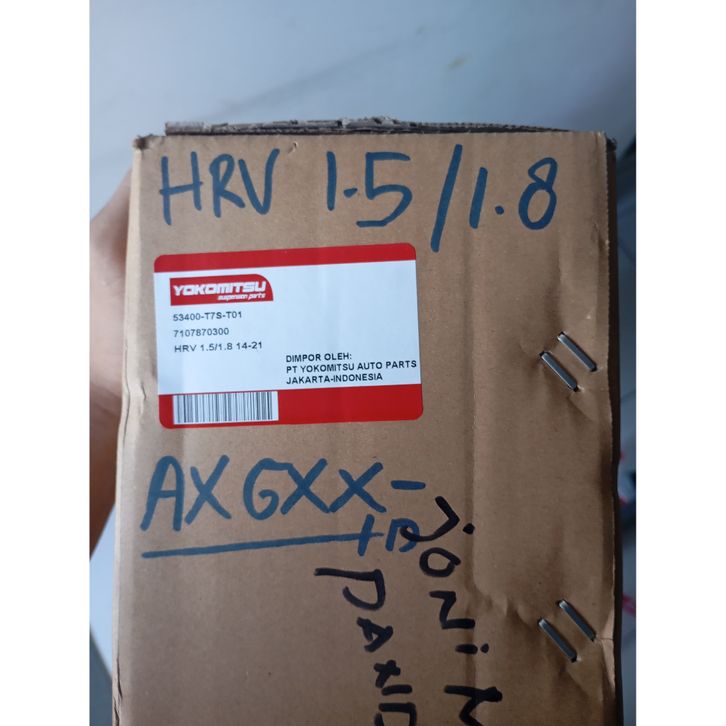 HRV 1.5/1.8
YOKOMITSU
suspension parts
53400-T7S-T01
7107870300
HRV 1.5/1.8 14-21
DIMPOR OLEH:
PT YOKOMITSU AUTO PARTS
JAKARTA-INDONESIA
AXGXX-